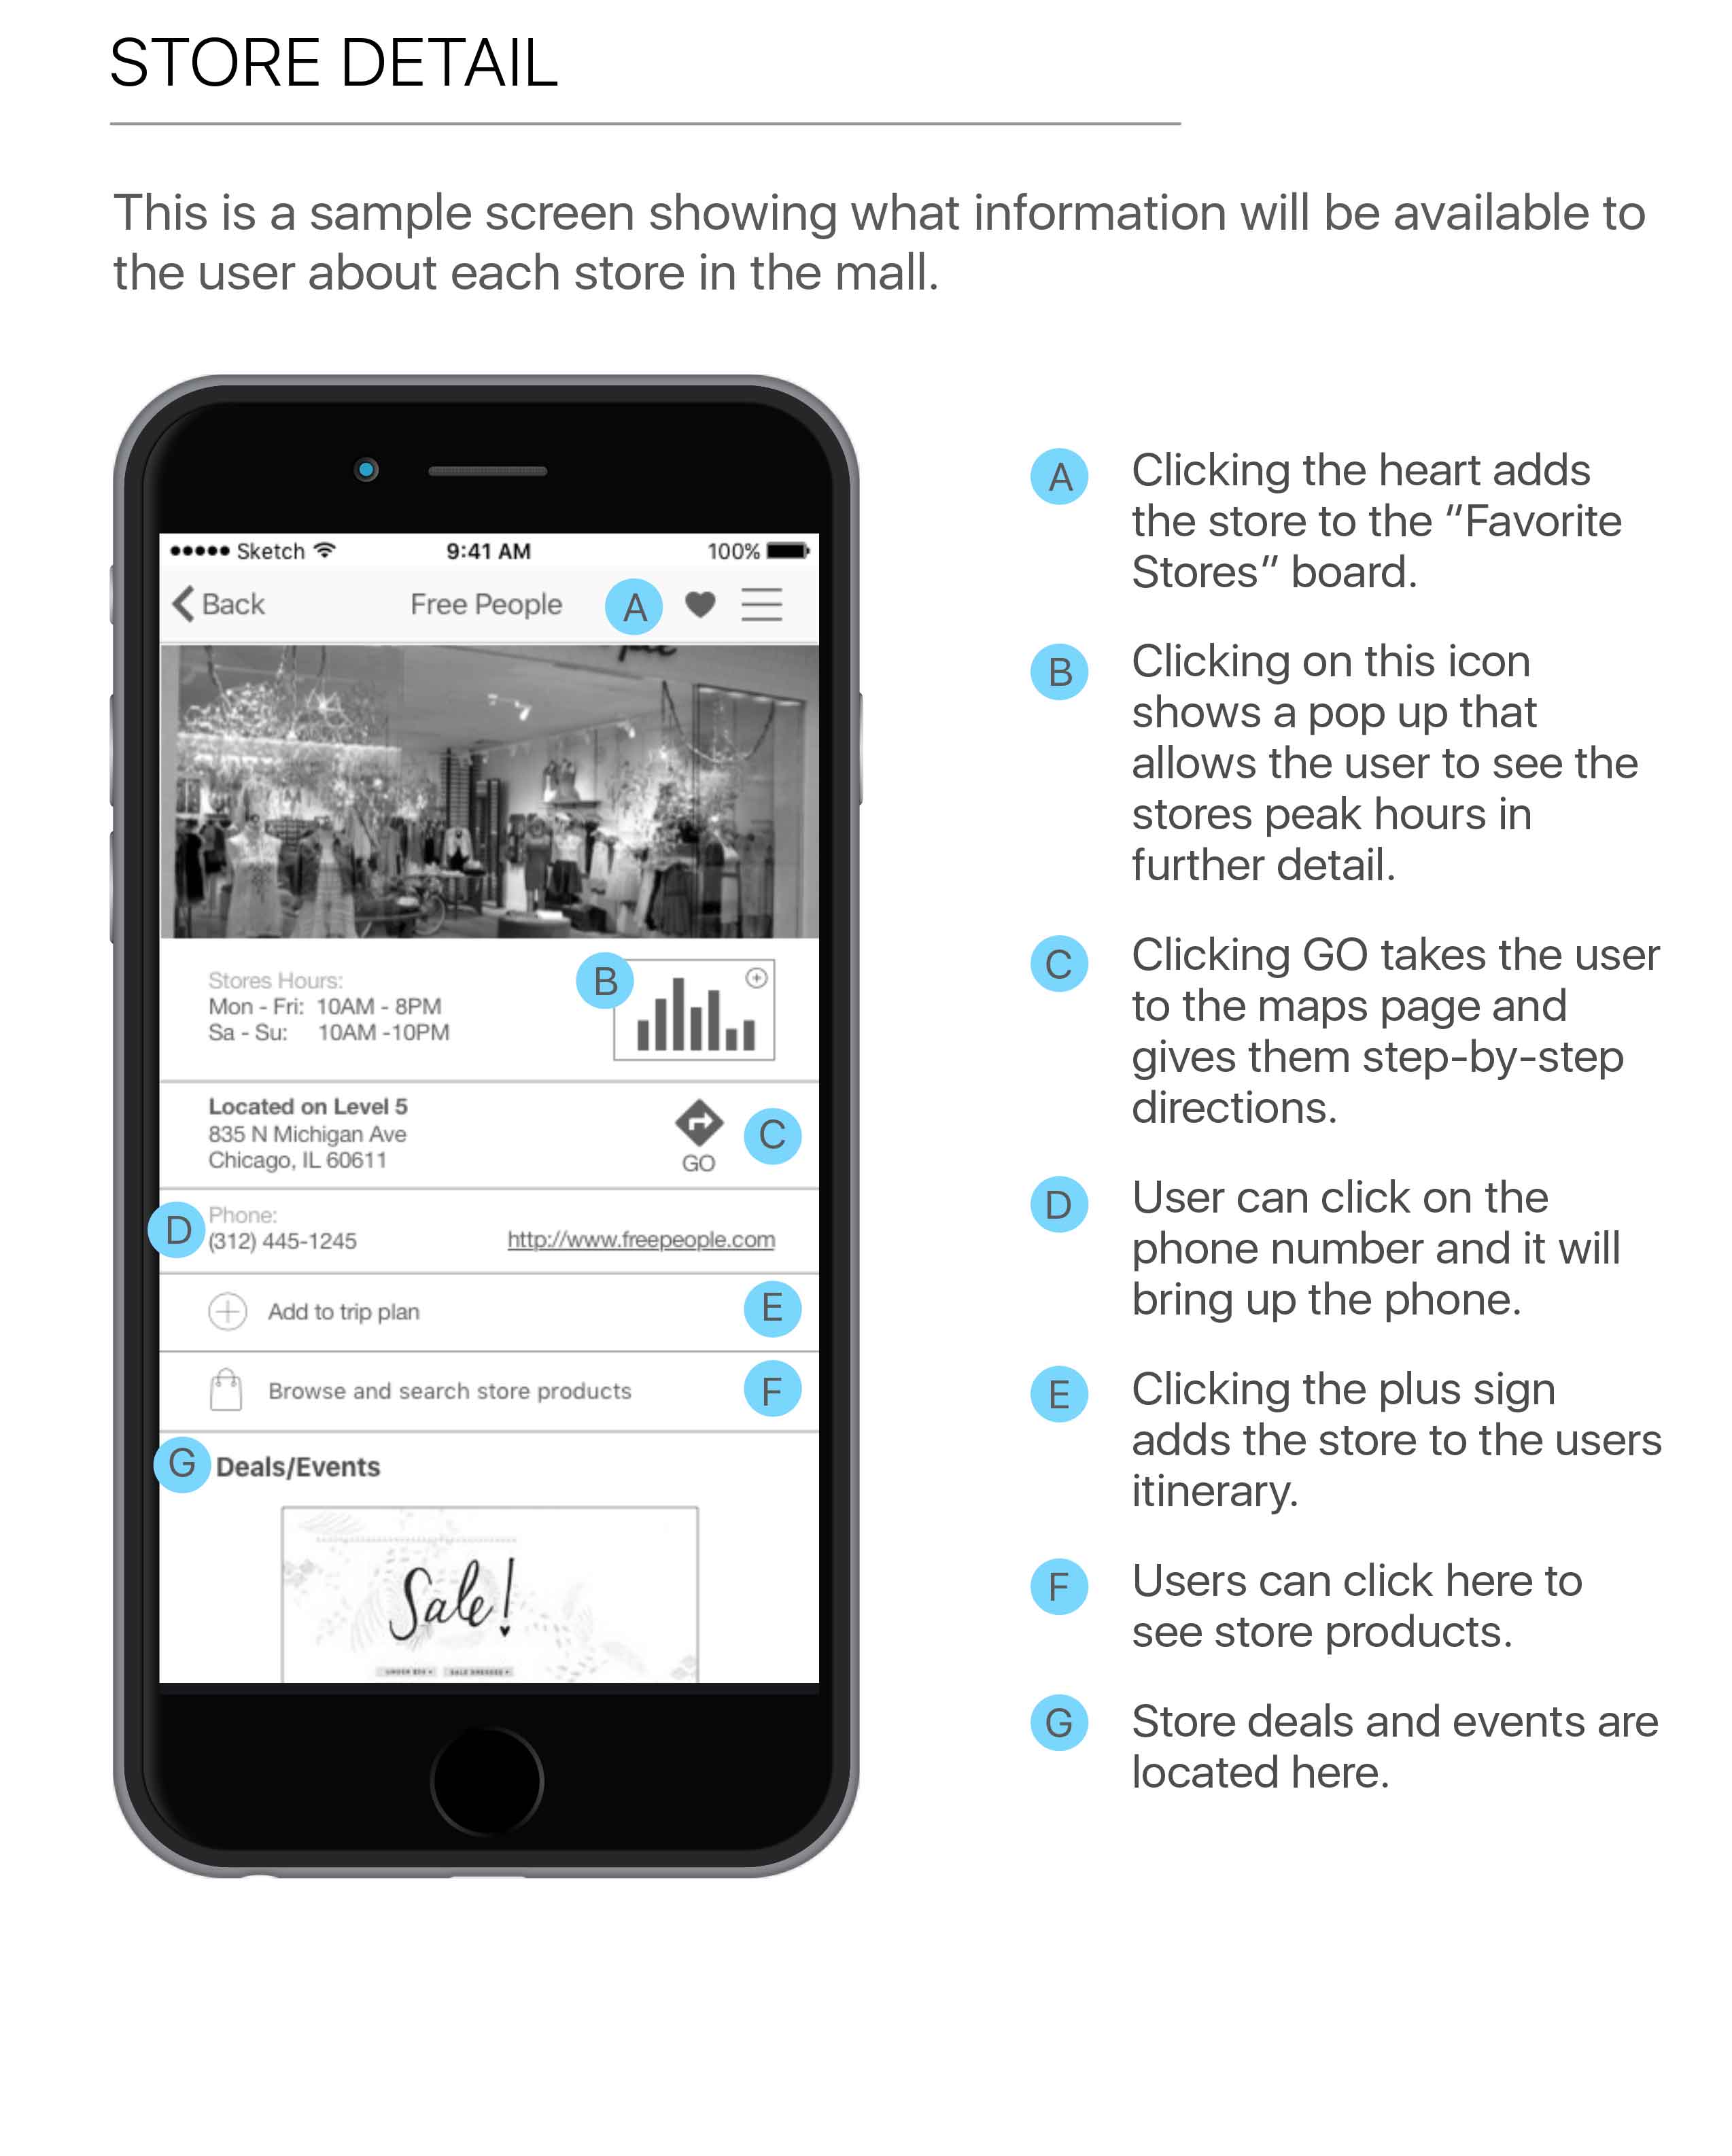 STORE DETAIL
This is a sample screen showing what information will be available to
the user about each store in the mall.
Sketch 9:41 AM 100%
Back Free People A
B
Stores Hours:
Mon - Fri: 10AM - 8PM
Sa - Su: 10AM -10PM
Located on Level 5
835 N Michigan Ave
Chicago, IL 60611
GO
C
D
Phone:
(312) 445-1245 http://www.freepeople.com
Add to trip plan E
Browse and search store products F
G Deals/Events
Sale!
UNDER $50 SALE DRESSES
A Clicking the heart adds
the store to the "Favorite
Stores" board.
B Clicking on this icon
shows a pop up that
allows the user to see the
stores peak hours in
further detail.
C Clicking GO takes the user
to the maps page and
gives them step-by-step
directions.
D User can click on the
phone number and it will
bring up the phone.
E Clicking the plus sign
adds the store to the users
itinerary.
F Users can click here to
see store products.
G Store deals and events are
located here.